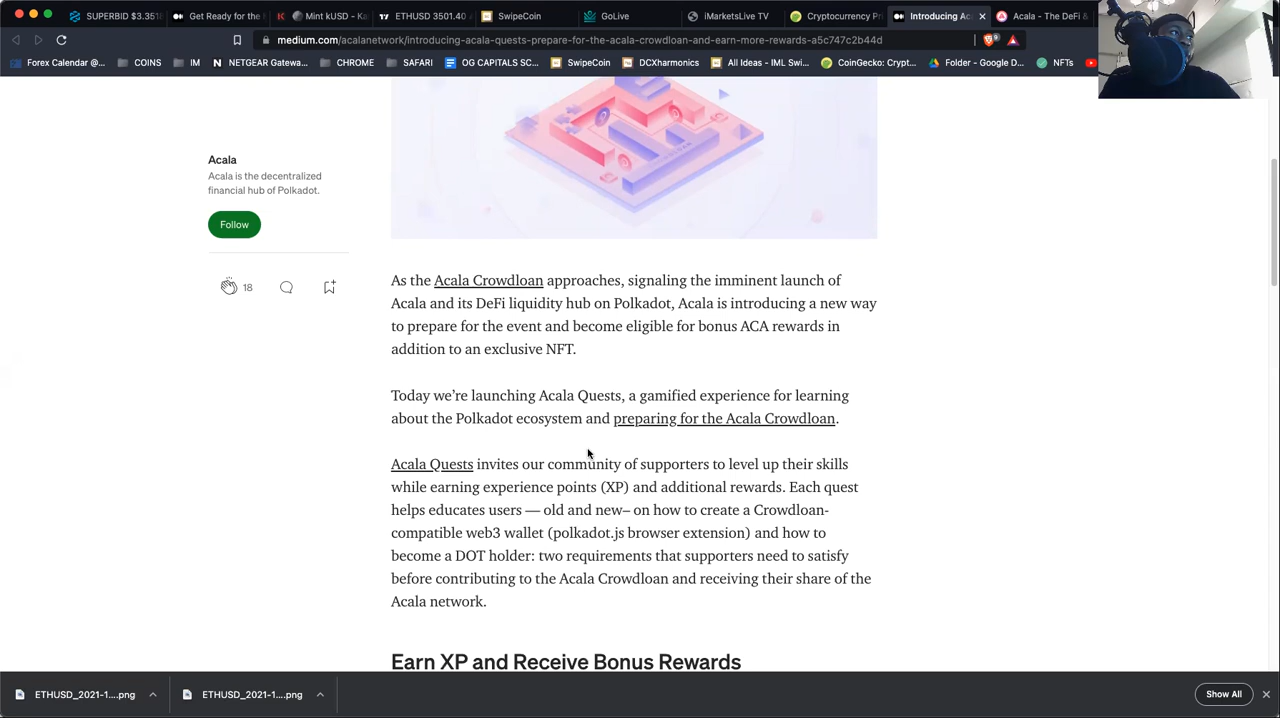 SUPERBID $3.351
Get Ready for the
Mint kUSD - Ka
ETHUSD 3501.40
SwipeCoin
GoLive
iMarketsLive TV
Cryptocurrency Pri
Introducing Ac
Acala - The DeFi &
medium.com/acalanetwork/introducing-acala-quests-prepare-for-the-acala-crowdloan-and-earn-more-rewards-a5c747c2b44d
Forex Calendar @...
COINS
IM
NETGEAR Gatewa...
CHROME
SAFARI
OG CAPITALS SC...
SwipeCoin
DCXharmonics
All Ideas - IML Swi...
CoinGecko: Crypt...
Folder - Google D...
NFTs
Acala
Acala is the decentralized
financial hub of Polkadot.
Follow
18
As the Acala Crowdloan approaches, signaling the imminent launch of
Acala and its DeFi liquidity hub on Polkadot, Acala is introducing a new way
to prepare for the event and become eligible for bonus ACA rewards in
addition to an exclusive NFT.
Today we're launching Acala Quests, a gamified experience for learning
about the Polkadot ecosystem and preparing for the Acala Crowdloan.
Acala Quests invites our community of supporters to level up their skills
while earning experience points (XP) and additional rewards. Each quest
helps educates users — old and new– on how to create a Crowdloan-
compatible web3 wallet (polkadot.js browser extension) and how to
become a DOT holder: two requirements that supporters need to satisfy
before contributing to the Acala Crowdloan and receiving their share of the
Acala network.
Earn XP and Receive Bonus Rewards
ETHUSD_2021-1....png
ETHUSD_2021-1....png
Show All